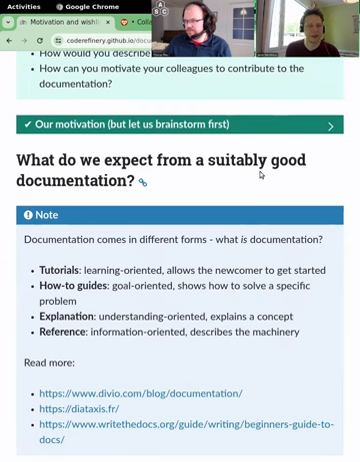 Activities
Google Chrome
Motivation and wishl
Colla
coderefinery.github.io/docu
A
S C
How would you describe
How can you motivate your colleagues to contribute to the
documentation?
✔ Our motivation (but let us brainstorm first)
What do we expect from a suitably good
documentation?
Note
Documentation comes in different forms - what is documentation?
Tutorials: learning-oriented, allows the newcomer to get started
How-to guides: goal-oriented, shows how to solve a specific
problem
Explanation: understanding-oriented, explains a concept
Reference: information-oriented, describes the machinery
Read more:
https://www.divio.com/blog/documentation/
https://diataxis.fr/
https://www.writethedocs.org/guide/writing/beginners-guide-to-
docs/